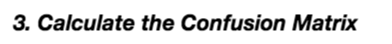 3. Calculate the Confusion Matrix